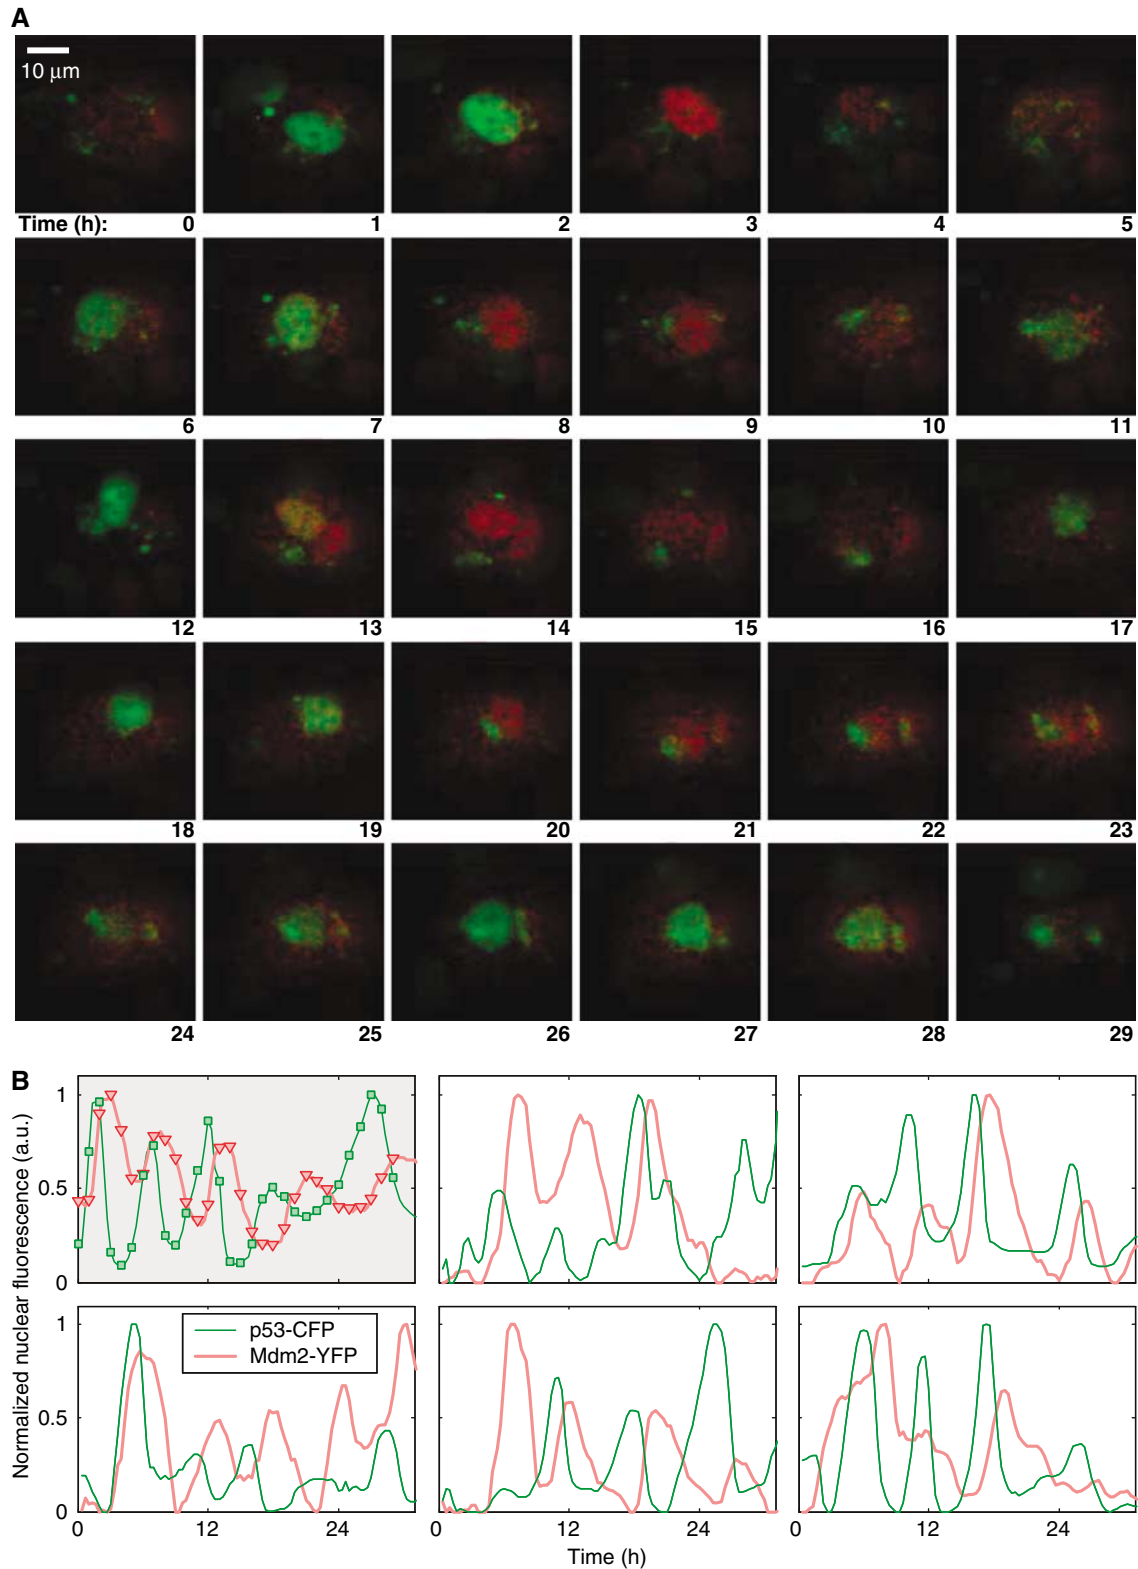 A
10 μm
Time (h): 0 1 2 3 4 5
6 7 8 9 10 11
12 13 14 15 16 17
18 19 20 21 22 23
24 25 26 27 28 29
B
Normalized nuclear fluorescence (a.u.)
1
0.5
0
1
p53-CFP
Mdm2-YFP
0.5
0
0 12 24 0 12 24 0 12 24
Time (h)